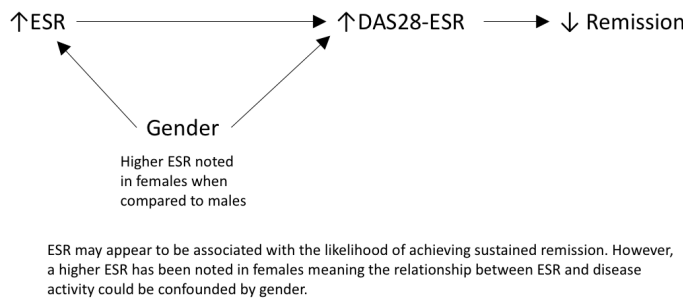 ↑ESR ↑DAS28-ESR ↓ Remission
Gender
Higher ESR noted
in females when
compared to males
ESR may appear to be associated with the likelihood of achieving sustained remission. However,
a higher ESR has been noted in females meaning the relationship between ESR and disease
activity could be confounded by gender.